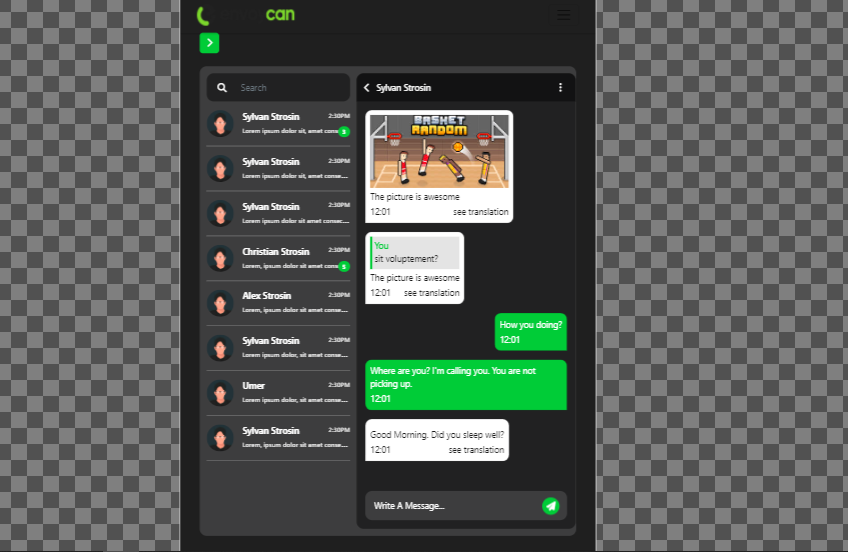 can
Search
Sylvan Strosin
2:30PM
Lorem ipsum dolor sit, amet conse
5
Sylvan Strosin
2:30PM
Lorem ipsum dolor sit, amet conse...
Sylvan Strosin
2:30PM
Lorem ipsum dolor sit amet consec...
Christian Strosin
2:30PM
Lorem, ipsum dolor sit amet cons
5
Alex Strosin
2:30PM
Lorem, ipsum dolor sit amet conse...
Sylvan Strosin
2:30PM
Lorem ipsum dolor, sit amet conse...
Umer
2:30PM
Lorem ipsum dolor, sit amet conse...
Sylvan Strosin
2:30PM
Lorem, ipsum dolor sit amet conse...
Sylvan Strosin
BASKET
RANDOM
The picture is awesome
12:01 see translation
You
sit voluptement?
The picture is awesome
12:01 see translation
How you doing?
12:01
Where are you? I'm calling you. You are not
picking up.
12:01
Good Morning. Did you sleep well?
12:01 see translation
Write A Message...